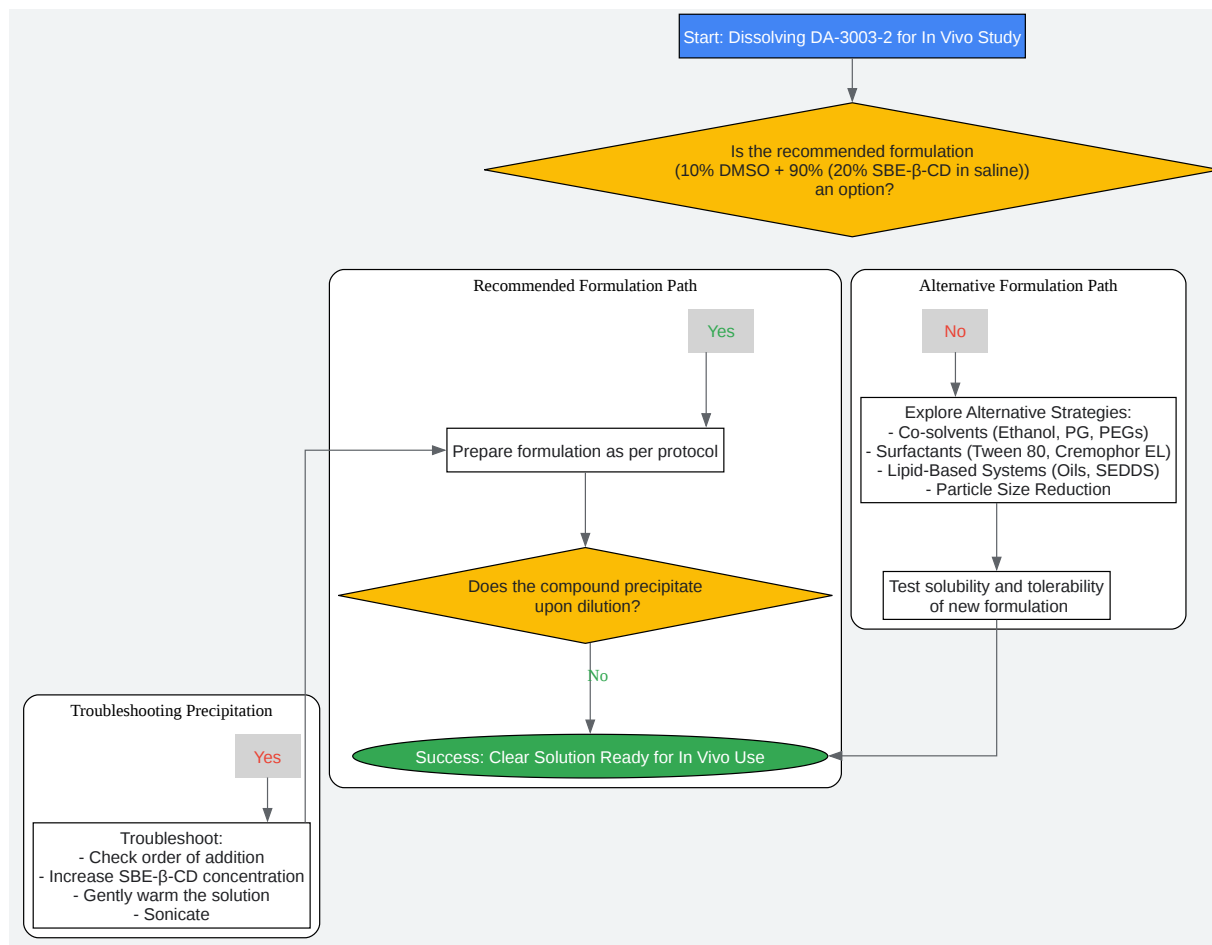 Start: Dissolving DA-3003-2 for In Vivo Study
Is the recommended formulation
(10% DMSO + 90% (20% SBE-β-CD in saline))
an option?
Recommended Formulation Path
Yes
Prepare formulation as per protocol
Does the compound precipitate
upon dilution?
No
Success: Clear Solution Ready for In Vivo Use
Alternative Formulation Path
No
Explore Alternative Strategies:
- Co-solvents (Ethanol, PG, PEGs)
- Surfactants (Tween 80, Cremophor EL)
- Lipid-Based Systems (Oils, SEDDS)
- Particle Size Reduction
Test solubility and tolerability
of new formulation
Troubleshooting Precipitation
Yes
Troubleshoot:
- Check order of addition
- Increase SBE-β-CD concentration
- Gently warm the solution
- Sonicate